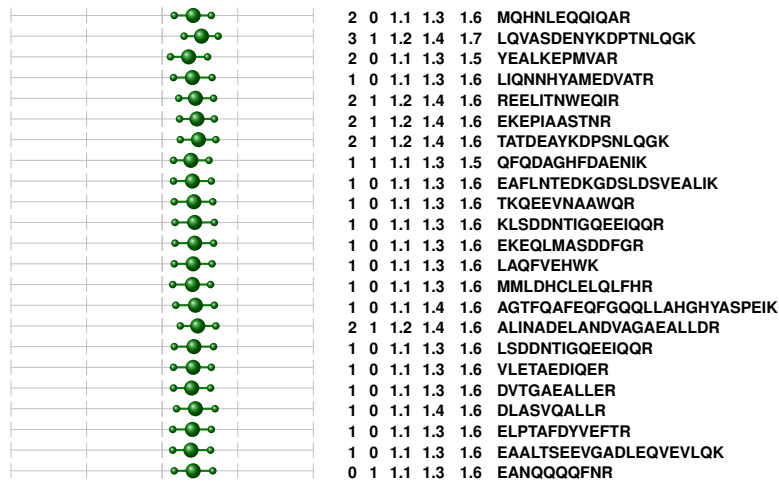 2 0 1.1 1.3 1.6 MQHNLEQQIQAR
3 1 1.2 1.4 1.7 LQVASDENYKDPTNLQGK
2 0 1.1 1.3 1.5 YEALKEPMVAR
1 0 1.1 1.3 1.6 LIQNNHYAMEDVATR
2 1 1.2 1.4 1.6 REELITNWEQIR
2 1 1.2 1.4 1.6 EKEPIAASTNR
2 1 1.2 1.4 1.6 TATDEAYKDPSNLQGK
1 1 1.1 1.3 1.5 QFQDAGHFDAENIK
1 0 1.1 1.3 1.6 EAFLNTEDKGDSLDSVEALIK
1 0 1.1 1.3 1.6 TKQEEVNAAWQR
1 0 1.1 1.3 1.6 KLSDDNTIGQEEIQQR
1 0 1.1 1.3 1.6 EKEQLMASDDFGR
1 0 1.1 1.3 1.6 LAQFVEHWK
1 0 1.1 1.3 1.6 MMLDHCLELQLFHR
1 0 1.1 1.4 1.6 AGTFQAFEQFGQQLLAHGHYASPEIK
2 1 1.2 1.4 1.6 ALINADELANDVAGAEALLDR
1 0 1.1 1.3 1.6 LSDDNTIGQEEIQQR
1 0 1.1 1.3 1.6 VLETAEDIQER
1 0 1.1 1.3 1.6 DVTGAEALLER
1 0 1.1 1.4 1.6 DLASVQALLR
1 0 1.1 1.3 1.6 ELPTAFDYVEFTR
1 0 1.1 1.3 1.6 EAALTSEEVGADLEQVEVLQK
0 1 1.1 1.3 1.6 EANQQQQFNR